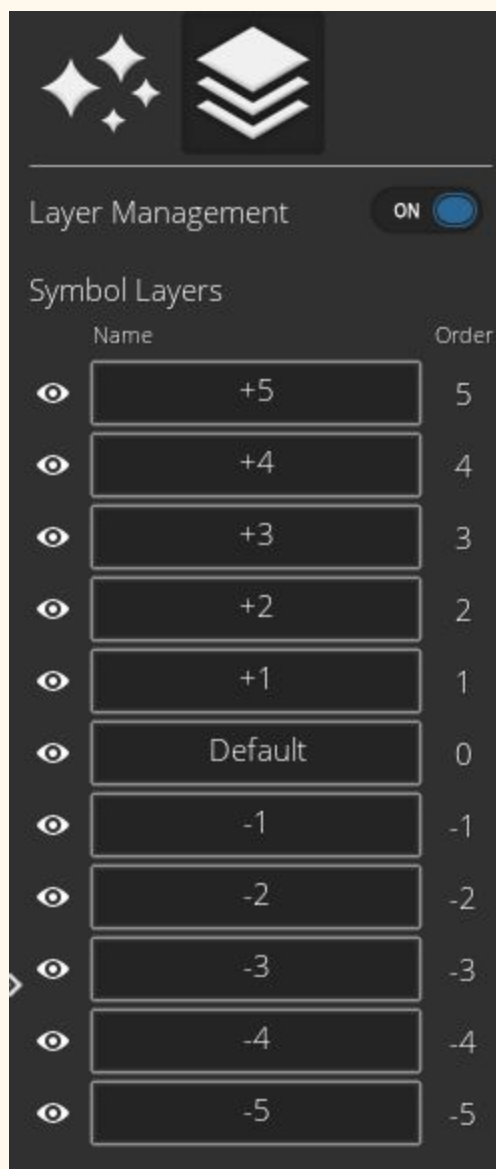 Layer Management ON
Symbol Layers
Name Order
+5 5
+4 4
+3 3
+2 2
+1 1
Default 0
-1 -1
-2 -2
-3 -3
-4 -4
-5 -5